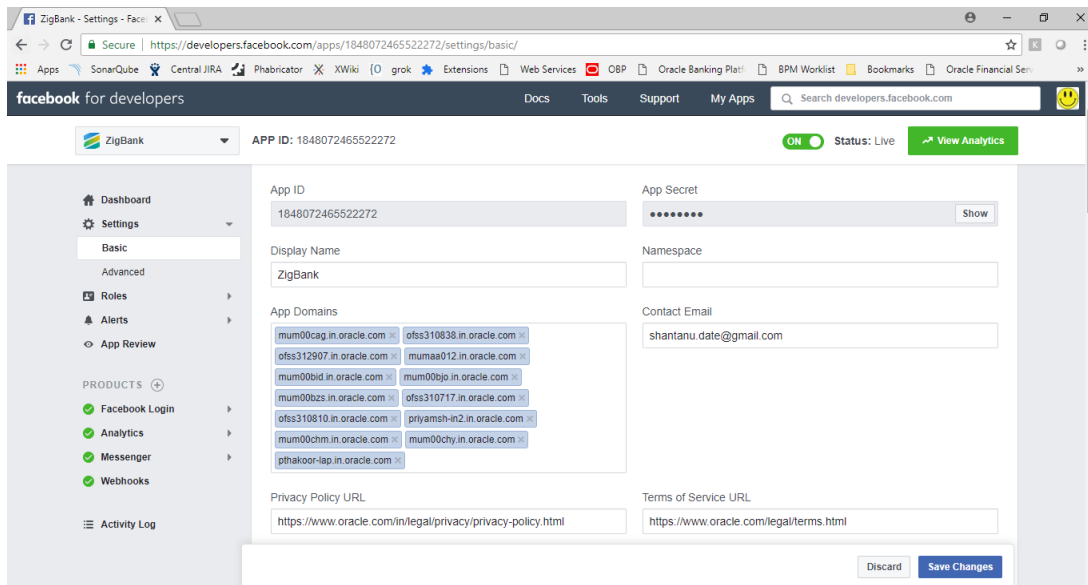 ZigBank - Settings - Face
Secure | https://developers.facebook.com/apps/1848072465522272/settings/basic/
Apps SonarQube Central JIRA Phabricator XWiki {O grok Extensions Web Services OBP Oracle Banking Platf BPM Worklist Bookmarks Oracle Financial Serv »
facebook for developers Docs Tools Support My Apps Search developers.facebook.com
ZigBank APP ID: 1848072465522272 ON Status: Live View Analytics
Dashboard
Settings
Basic
Advanced
Roles
Alerts
App Review
PRODUCTS
Facebook Login
Analytics
Messenger
Webhooks
Activity Log
App ID
1848072465522272
App Secret
●●●●●●●● Show
Display Name
ZigBank
Namespace
App Domains
mum00cag.in.oracle.com × ofss310838.in.oracle.com ×
ofss312907.in.oracle.com × mumaa012.in.oracle.com ×
mum00bid.in.oracle.com × mum00bjo.in.oracle.com ×
mum00bzs.in.oracle.com × ofss310717.in.oracle.com ×
ofss310810.in.oracle.com × priyamsh-in2.in.oracle.com ×
mum00chm.in.oracle.com × mum00chy.in.oracle.com ×
pthakoor-lap.in.oracle.com ×
Contact Email
shantanu.date@gmail.com
Privacy Policy URL
https://www.oracle.com/in/legal/privacy/privacy-policy.html
Terms of Service URL
https://www.oracle.com/legal/terms.html
Discard Save Changes